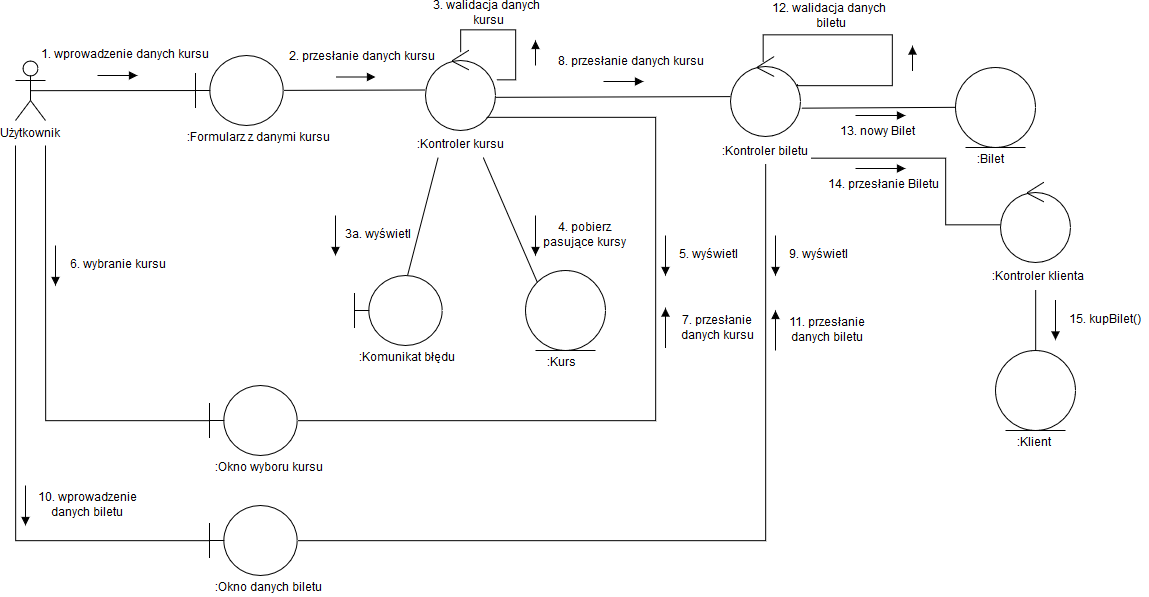 3. walidacja danych
kursu
12. walidacja danych
biletu
1. wprowadzenie danych kursu
2. przesłanie danych kursu
8. przesłanie danych kursu
Użytkownik
:Formularz z danymi kursu
:Kontroler kursu
:Kontroler biletu
13. nowy Bilet
:Bilet
14. przesłanie Biletu
3a. wyświetl
4. pobierz
pasujące kursy
5. wyświetl
9. wyświetl
6. wybranie kursu
:Kontroler klienta
7. przesłanie
danych kursu
11. przesłanie
danych biletu
15. kupBilet()
:Komunikat błędu
:Kurs
:Klient
:Okno wyboru kursu
10. wprowadzenie
danych biletu
:Okno danych biletu